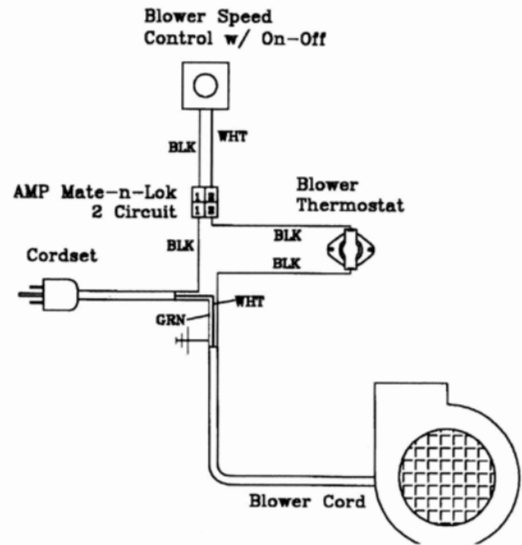 Blower Speed
Control w/ On-Off
BLK
WHT
AMP Mate-n-Lok
2 Circuit
1 2
1 2
Blower
Thermostat
BLK
BLK
BLK
Cordset
WHT
GRN
Blower Cord